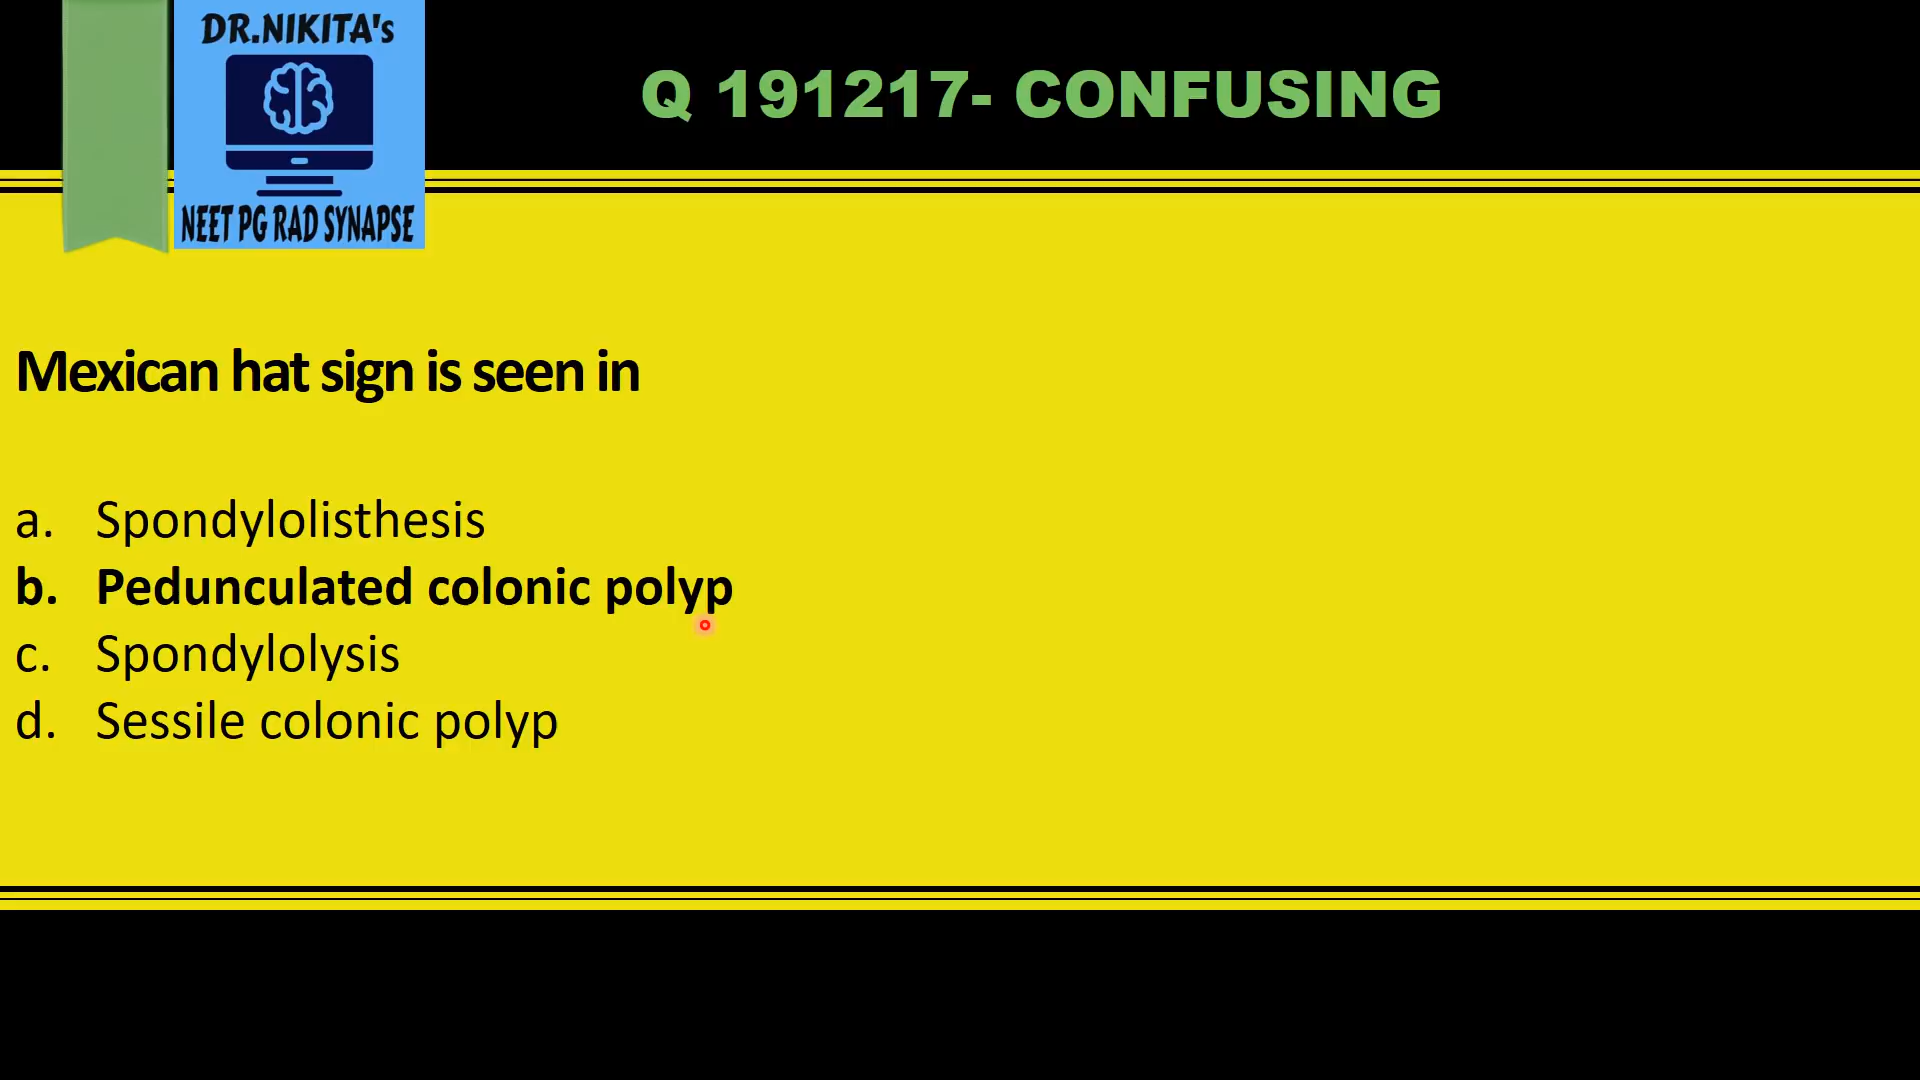 DR.NIKITA's
NEET PG RAD SYNAPSE
Q 191217- CONFUSING
Mexican hat sign is seen in
a. Spondylolisthesis
b. Pedunculated colonic polyp
c. Spondylolysis
d. Sessile colonic polyp